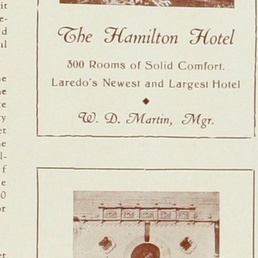 The Hamilton Hotel
300 Rooms of Solid Comfort.
Laredo's Newest and Largest Hotel
W. D. Martin, Mgr.